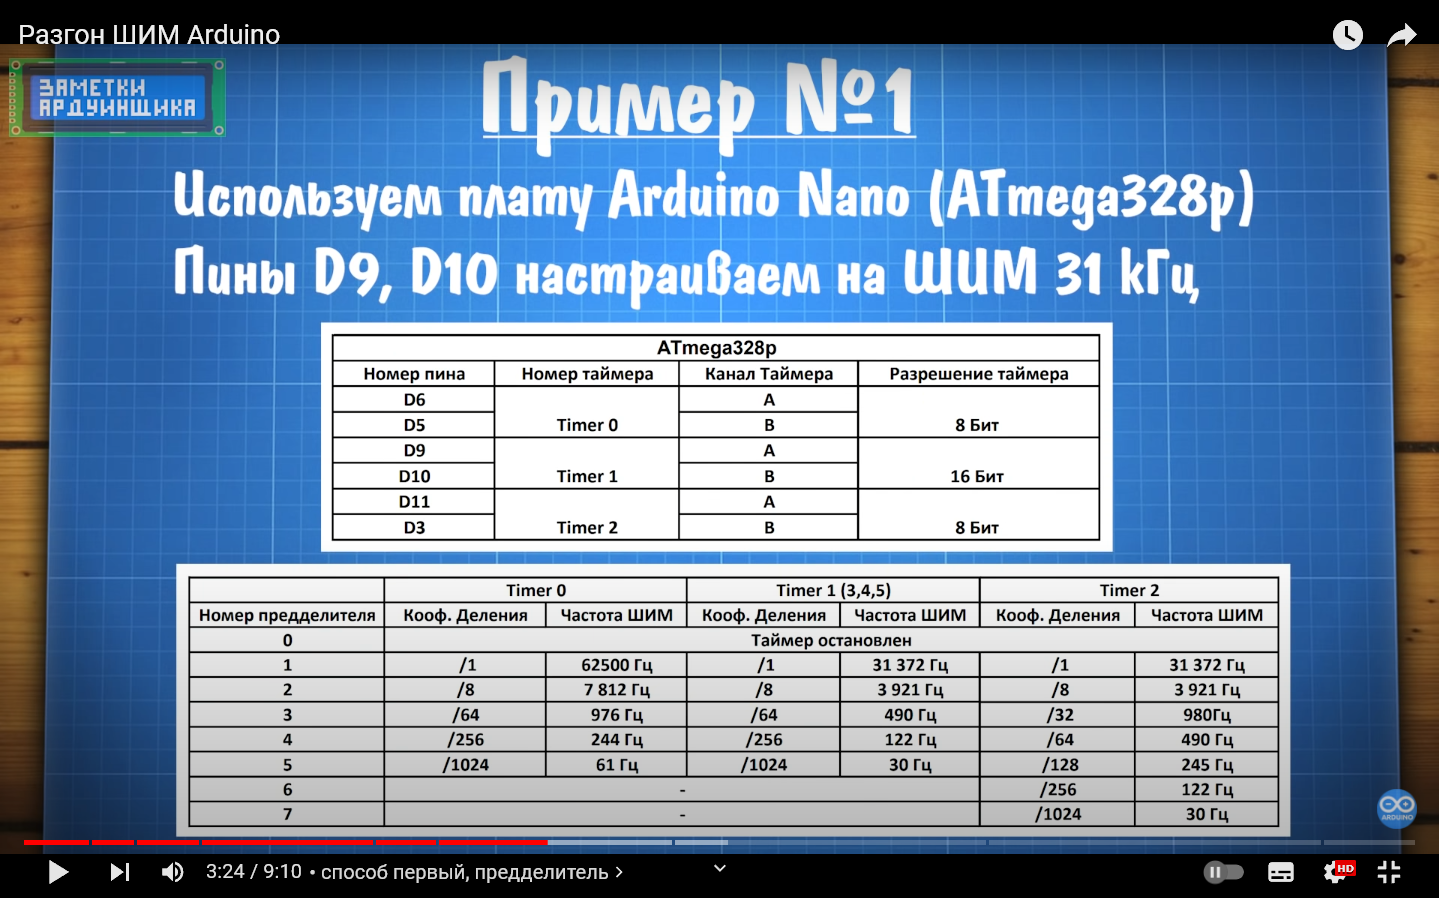 Разгон ШИМ Arduino
ЗАМЕТКИ
АРДУИНЩИКА
Пример №1
Используем плату Arduino Nano (ATmega328p)
Пины D9, D10 настраиваем на ШИМ 31 kГц
ATmega328p
Номер пина Номер таймера Канал Таймера Разрешение таймера
D6 A
D5 Timer 0 B 8 Бит
D9 A
D10 Timer 1 B 16 Бит
D11 A
D3 Timer 2 B 8 Бит
Timer 0 Timer 1 (3,4,5) Timer 2
Номер предделителя Кооф. Деления Частота ШИМ Кооф. Деления Частота ШИМ Кооф. Деления Частота ШИМ
0 Таймер остановлен
1 /1 62500 Гц /1 31 372 Гц /1 31 372 Гц
2 /8 7 812 Гц /8 3 921 Гц /8 3 921 Гц
3 /64 976 Гц /64 490 Гц /32 980Гц
4 /256 244 Гц /256 122 Гц /64 490 Гц
5 /1024 61 Гц /1024 30 Гц /128 245 Гц
6 - /256 122 Гц
7 - /1024 30 Гц
ARDUINO
3:24 / 9:10 • способ первый, предделитель ›
HD